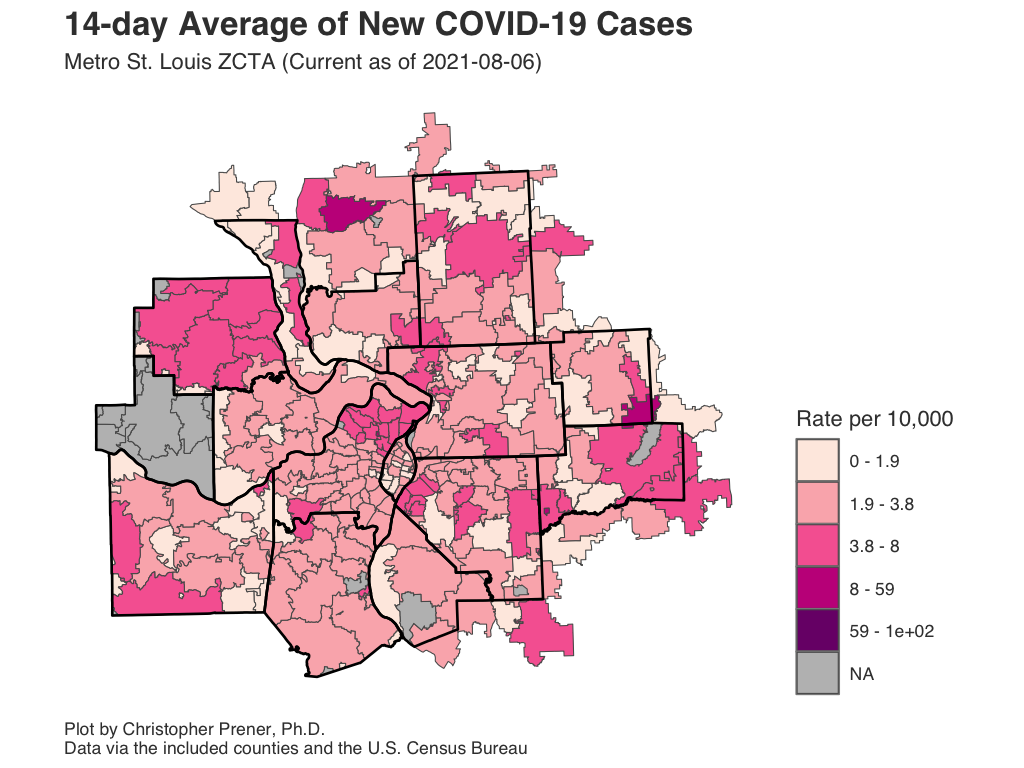 14-day Average of New COVID-19 Cases
Metro St. Louis ZCTA (Current as of 2021-08-06)
Rate per 10,000
0 - 1.9
1.9 - 3.8
3.8 - 8
8 - 59
59 - 1e+02
NA
Plot by Christopher Prener, Ph.D.
Data via the included counties and the U.S. Census Bureau